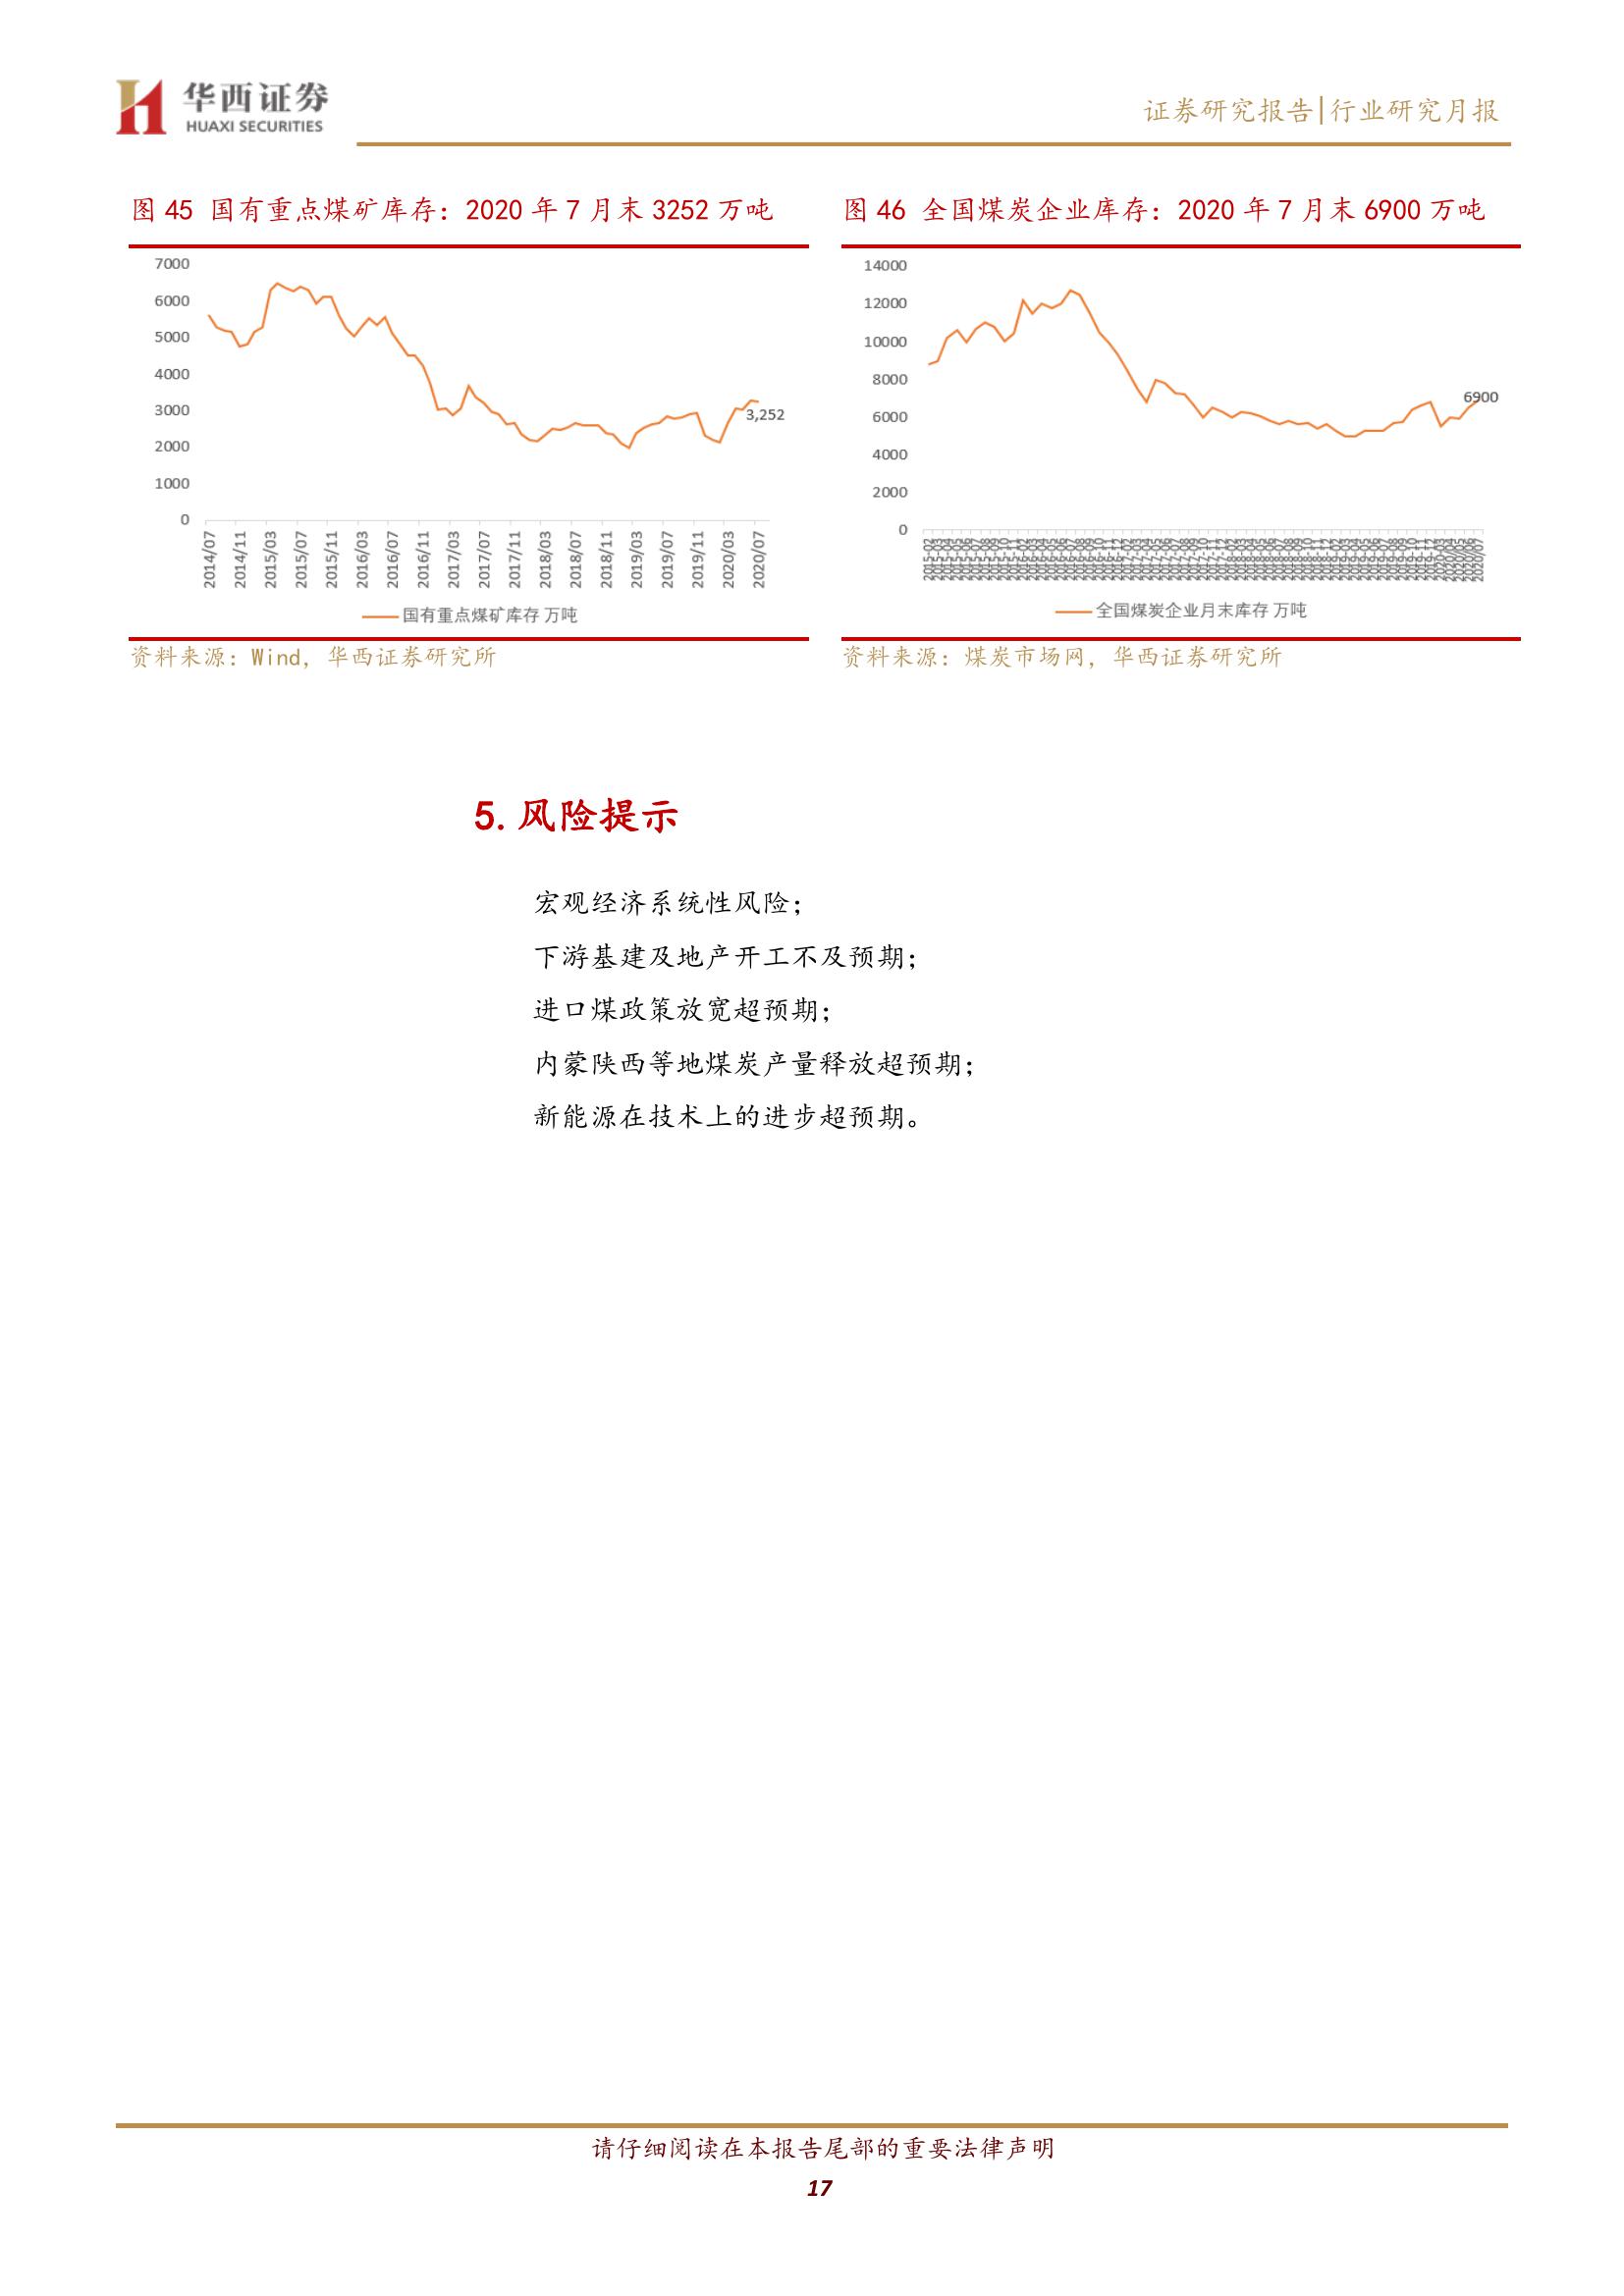 华西证券
HUAXI SECURITIES
证券研究报告|行业研究月报
图 45 国有重点煤矿库存：2020 年 7 月末 3252 万吨
7000
6000
5000
4000
3000
2000
1000
0
3,252
2014/07
2014/11
2015/03
2015/07
2015/11
2016/03
2016/07
2016/11
2017/03
2017/07
2017/11
2018/03
2018/07
2018/11
2019/03
2019/07
2019/11
2020/03
2020/07
国有重点煤矿库存 万吨
资料来源：Wind，华西证券研究所
图 46 全国煤炭企业库存：2020 年 7 月末 6900 万吨
14000
12000
10000
8000
6000
4000
2000
0
6900
2020/07
全国煤炭企业月末库存 万吨
资料来源：煤炭市场网，华西证券研究所
5. 风险提示
宏观经济系统性风险；
下游基建及地产开工不及预期；
进口煤政策放宽超预期；
内蒙陕西等地煤炭产量释放超预期；
新能源在技术上的进步超预期。
请仔细阅读在本报告尾部的重要法律声明
17